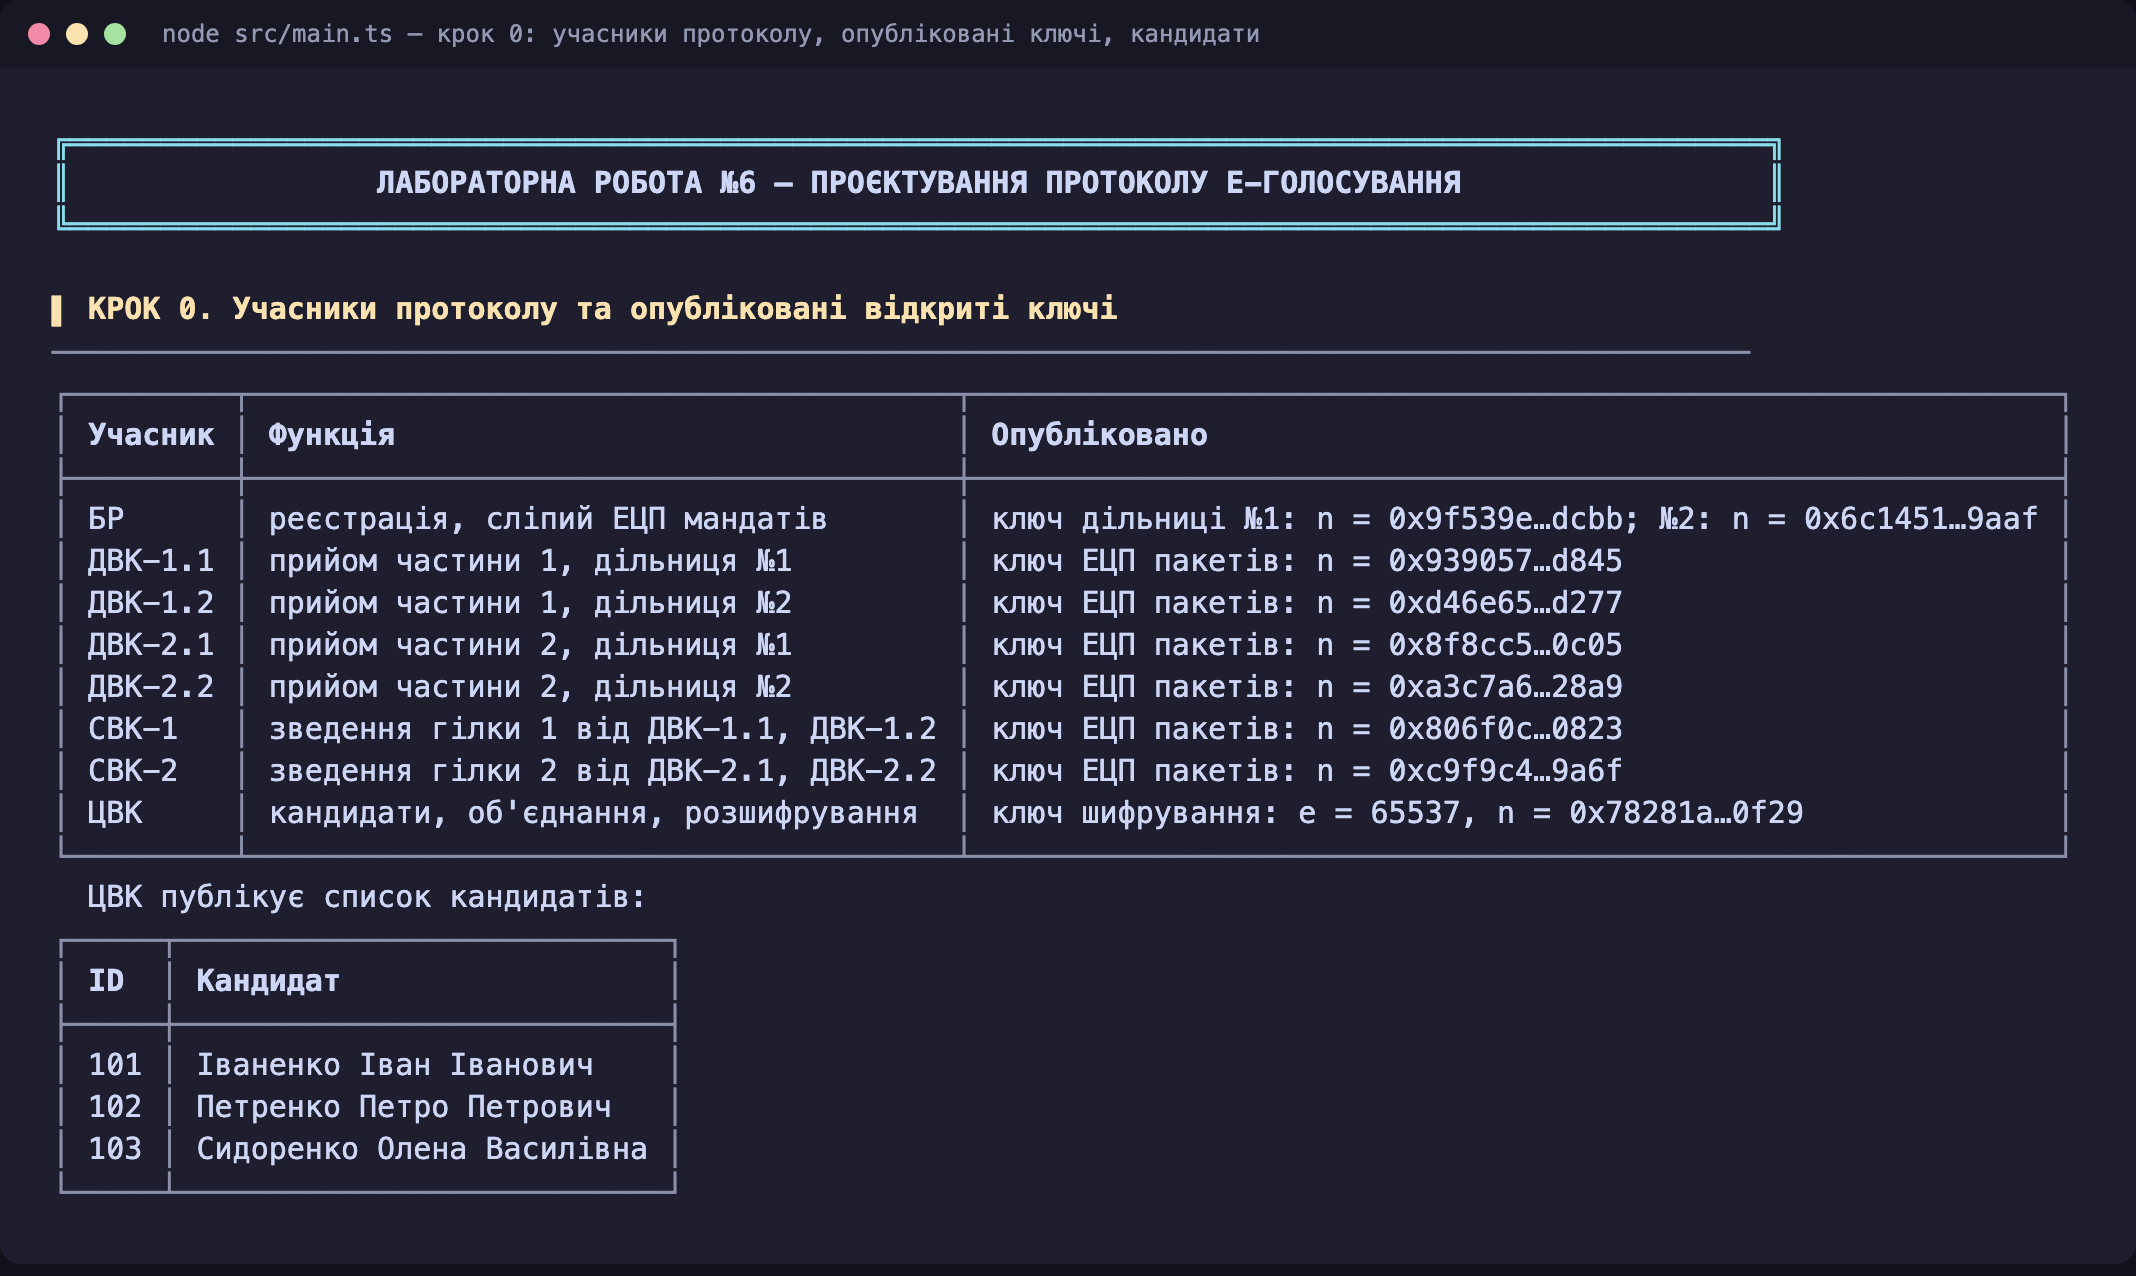 node src/main.ts — крок 0: учасники протоколу, опубліковані ключі, кандидати
ЛАБОРАТОРНА РОБОТА №6 — ПРОЄКТУВАННЯ ПРОТОКОЛУ Е-ГОЛОСУВАННЯ
КРОК 0. Учасники протоколу та опубліковані відкриті ключі
Учасник Функція Опубліковано
БР реєстрація, сліпий ЕЦП мандатів ключ дільниці №1: n = 0x9f539e…dcbb; №2: n = 0x6c1451…9aaf
ДВК-1.1 прийом частини 1, дільниця №1 ключ ЕЦП пакетів: n = 0x939057…d845
ДВК-1.2 прийом частини 1, дільниця №2 ключ ЕЦП пакетів: n = 0xd46e65…d277
ДВК-2.1 прийом частини 2, дільниця №1 ключ ЕЦП пакетів: n = 0x8f8cc5…0c05
ДВК-2.2 прийом частини 2, дільниця №2 ключ ЕЦП пакетів: n = 0xa3c7a6…28a9
СВК-1 зведення гілки 1 від ДВК-1.1, ДВК-1.2 ключ ЕЦП пакетів: n = 0x806f0c…0823
СВК-2 зведення гілки 2 від ДВК-2.1, ДВК-2.2 ключ ЕЦП пакетів: n = 0xc9f9c4…9a6f
ЦВК кандидати, об'єднання, розшифрування ключ шифрування: e = 65537, n = 0x78281a…0f29
ЦВК публікує список кандидатів:
ID Кандидат
101 Іваненко Іван Іванович
102 Петренко Петро Петрович
103 Сидоренко Олена Василівна